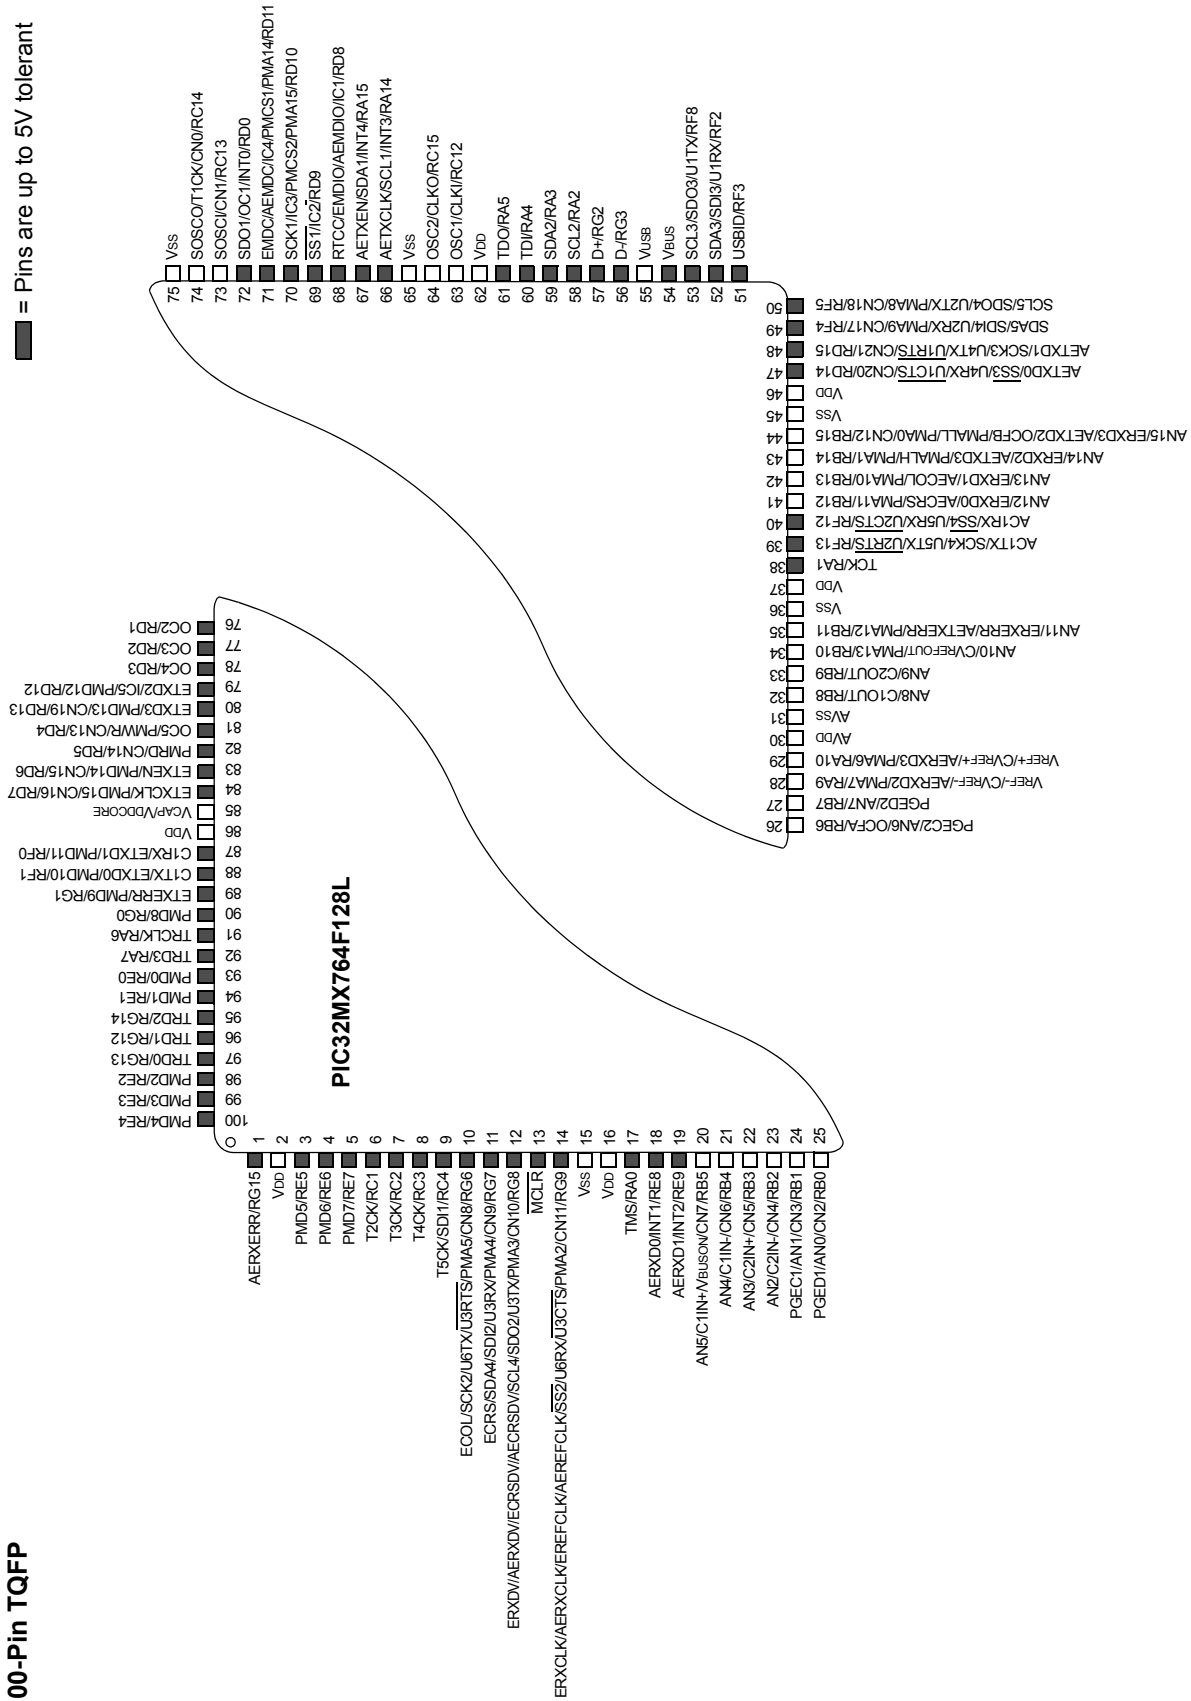 00-Pin TQFP
= Pins are up to 5V tolerant
PIC32MX764F128L
1 AERXERR/RG15
2 VDD
3 PMD5/RE5
4 PMD6/RE6
5 PMD7/RE7
6 T2CK/RC1
7 T3CK/RC2
8 T4CK/RC3
9 T5CK/SDI1/RC4
10 ECOL/SCK2/U6TX/U3RTS/PMA5/CN8/RG6
11 ECRS/SDA4/SDI2/U3RX/PMA4/CN9/RG7
12 ERXDV/AERXDV/ECRSDV/AECRSDV/SCL4/SDO2/U3TX/PMA3/CN10/RG8
13 MCLR
14 ERXCLK/AERXCLK/EREFCLK/AEREFCLK/SS2/U6RX/U3CTS/PMA2/CN11/RG9
15 VSS
16 VDD
17 TMS/RA0
18 AERXD0/INT1/RE8
19 AERXD1/INT2/RE9
20 AN5/C1IN+/VBUSON/CN7/RB5
21 AN4/C1IN-/CN6/RB4
22 AN3/C2IN+/CN5/RB3
23 AN2/C2IN-/CN4/RB2
24 PGEC1/AN1/CN3/RB1
25 PGED1/AN0/CN2/RB0
26 PGEC2/AN6/OCFA/RB6
27 PGED2/AN7/RB7
28 VREF-/CVREF-/AERXD2/PMA7/RA9
29 VREF+/CVREF+/AERXD3/PMA6/RA10
30 AVDD
31 AVSS
32 AN8/C1OUT/RB8
33 AN9/C2OUT/RB9
34 AN10/CVREFOUT/PMA13/RB10
35 AN11/ERXERR/AETXERR/PMA12/RB11
36 VSS
37 VDD
38 TCK/RA1
39 AC1TX/SCK4/U5TX/U2RTS/RF13
40 AC1RX/SS4/U5RX/U2CTS/RF12
41 AN12/ERXD0/AECRS/PMA11/RB12
42 AN13/ERXD1/AECOL/PMA10/RB13
43 AN14/ERXD2/AETXD3/PMALH/PMA1/RB14
44 AN15/ERXD3/AETXD2/OCFB/PMALL/PMA0/CN12/RB15
45 VSS
46 VDD
47 AETXD0/SS3/U4RX/U1CTS/CN20/RD14
48 AETXD1/SCK3/U4TX/U1RTS/CN21/RD15
49 SDA5/SDI4/U2RX/PMA9/CN17/RF4
50 SCL5/SDO4/U2TX/PMA8/CN18/RF5
51 USBID/RF3
52 SDA3/SDI3/U1RX/RF2
53 SCL3/SDO3/U1TX/RF8
54 VBUS
55 VUSB
56 D-/RG3
57 D+/RG2
58 SCL2/RA2
59 SDA2/RA3
60 TDI/RA4
61 TDO/RA5
62 VDD
63 OSC1/CLKI/RC12
64 OSC2/CLKO/RC15
65 VSS
66 AETXCLK/SCL1/INT3/RA14
67 AETXEN/SDA1/INT4/RA15
68 RTCC/EMDIO/AEMDIO/IC1/RD8
69 SS1/IC2/RD9
70 SCK1/IC3/PMCS2/PMA15/RD10
71 EMDC/AEMDC/IC4/PMCS1/PMA14/RD11
72 SDO1/OC1/INT0/RD0
73 SOSCI/CN1/RC13
74 SOSCO/T1CK/CN0/RC14
75 VSS
76 OC2/RD1
77 OC3/RD2
78 OC4/RD3
79 ETXD2/IC5/PMD12/RD12
80 ETXD3/PMD13/CN19/RD13
81 OC5/PMWR/CN13/RD4
82 PMRD/CN14/RD5
83 ETXEN/PMD14/CN15/RD6
84 ETXCLK/PMD15/CN16/RD7
85 VCAP/VDDCORE
86 VDD
87 C1RX/ETXD1/PMD11/RF0
88 C1TX/ETXD0/PMD10/RF1
89 ETXERR/PMD9/RG1
90 PMD8/RG0
91 TRCLK/RA6
92 TRD3/RA7
93 PMD0/RE0
94 PMD1/RE1
95 TRD2/RG14
96 TRD1/RG12
97 TRD0/RG13
98 PMD2/RE2
99 PMD3/RE3
100 PMD4/RE4